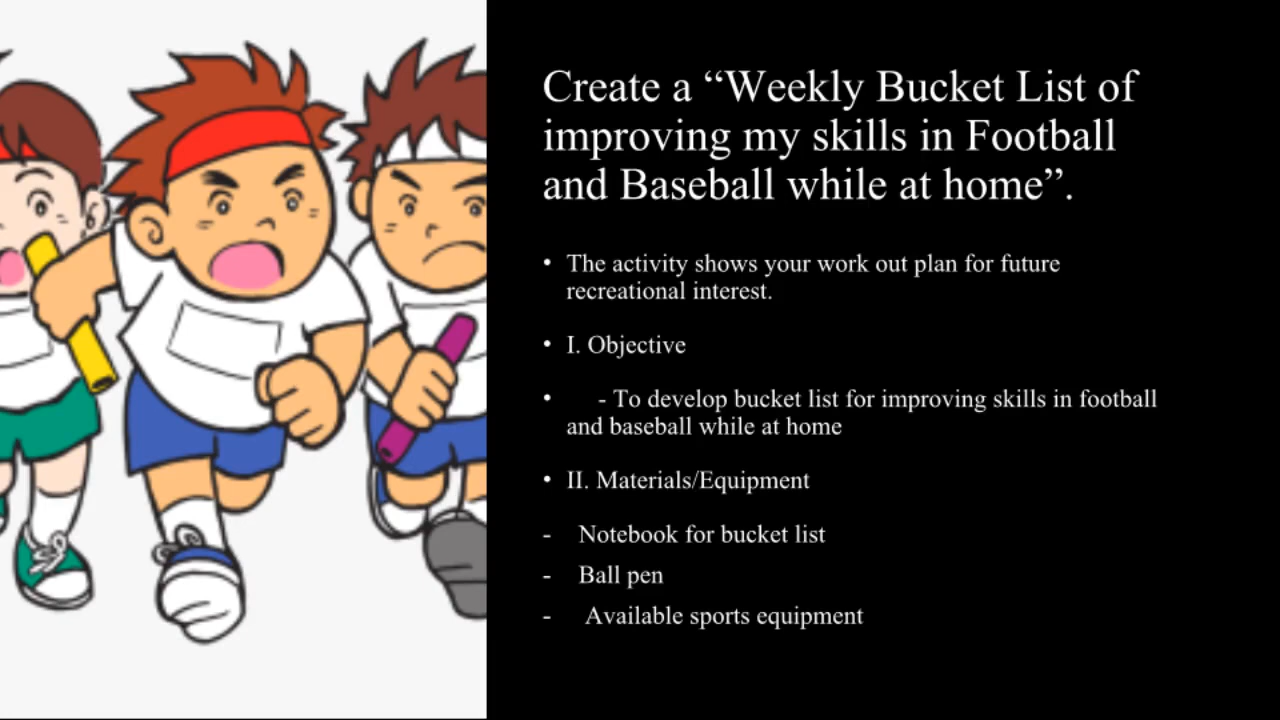 Create a “Weekly Bucket List of
improving my skills in Football
and Baseball while at home”.
• The activity shows your work out plan for future
recreational interest.
• I. Objective
• - To develop bucket list for improving skills in football
and baseball while at home
• II. Materials/Equipment
- Notebook for bucket list
- Ball pen
- Available sports equipment